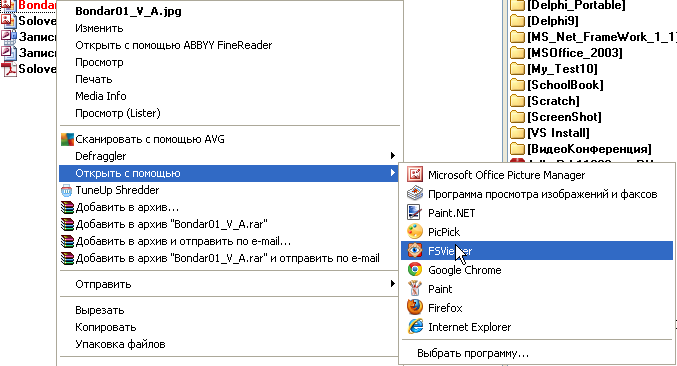 Bondar
Solove
Запис
Запис
Solove
Bondar01_V_A.jpg
Изменить
Открыть с помощью ABBYY FineReader
Просмотр
Печать
Media Info
Просмотр (Lister)
Сканировать с помощью AVG
Defraggler
Открыть с помощью
TuneUp Shredder
Добавить в архив...
Добавить в архив "Bondar01_V_A.rar"
Добавить в архив и отправить по e-mail...
Добавить в архив "Bondar01_V_A.rar" и отправить по e-mail
Отправить
Вырезать
Копировать
Упаковка файлов
[Delphi_Portable]
[Delphi9]
[MS_Net_FrameWork_1_1]
[MSOffice_2003]
[My_Test10]
[SchoolBook]
[Scratch]
[ScreenShot]
[VS Install]
[ВидеоКонференция]
Microsoft Office Picture Manager
Программа просмотра изображений и факсов
Paint.NET
PicPick
FSViewer
Google Chrome
Paint
Firefox
Internet Explorer
Выбрать программу...